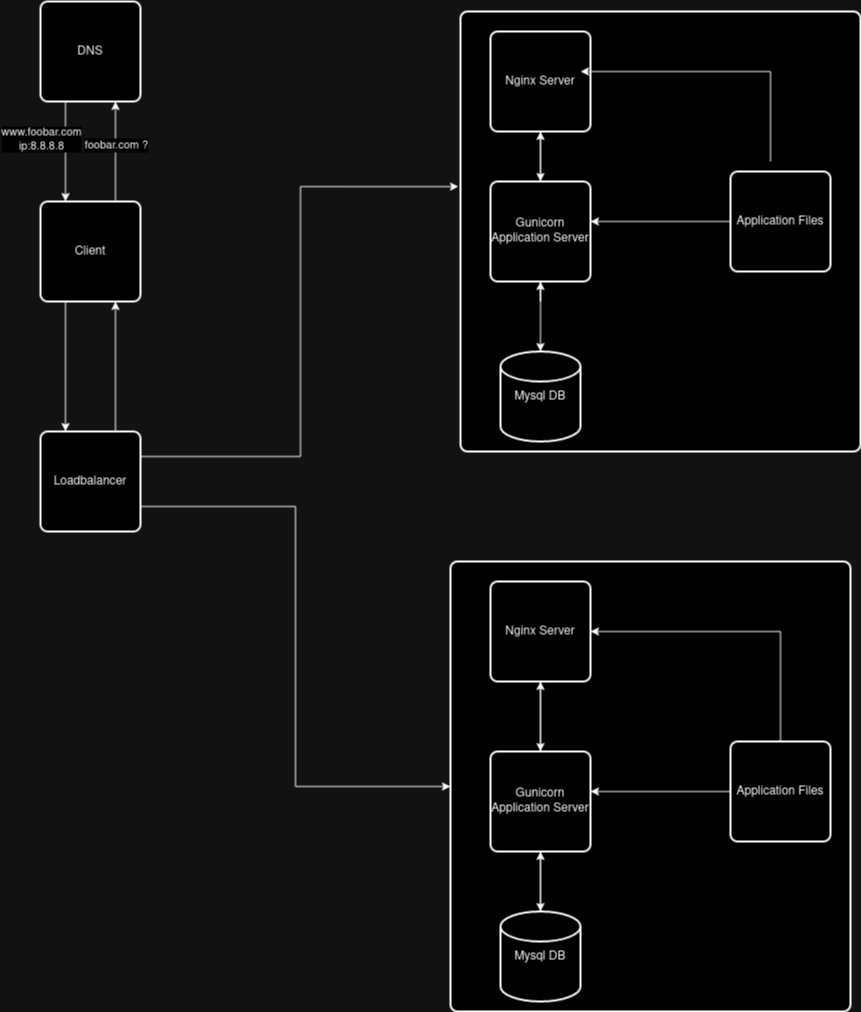 DNS
www.foobar.com
ip:8.8.8.8
foobar.com ?
Client
Loadbalancer
Nginx Server
Gunicorn
Application Server
Application Files
Mysql DB
Nginx Server
Gunicorn
Application Server
Application Files
Mysql DB